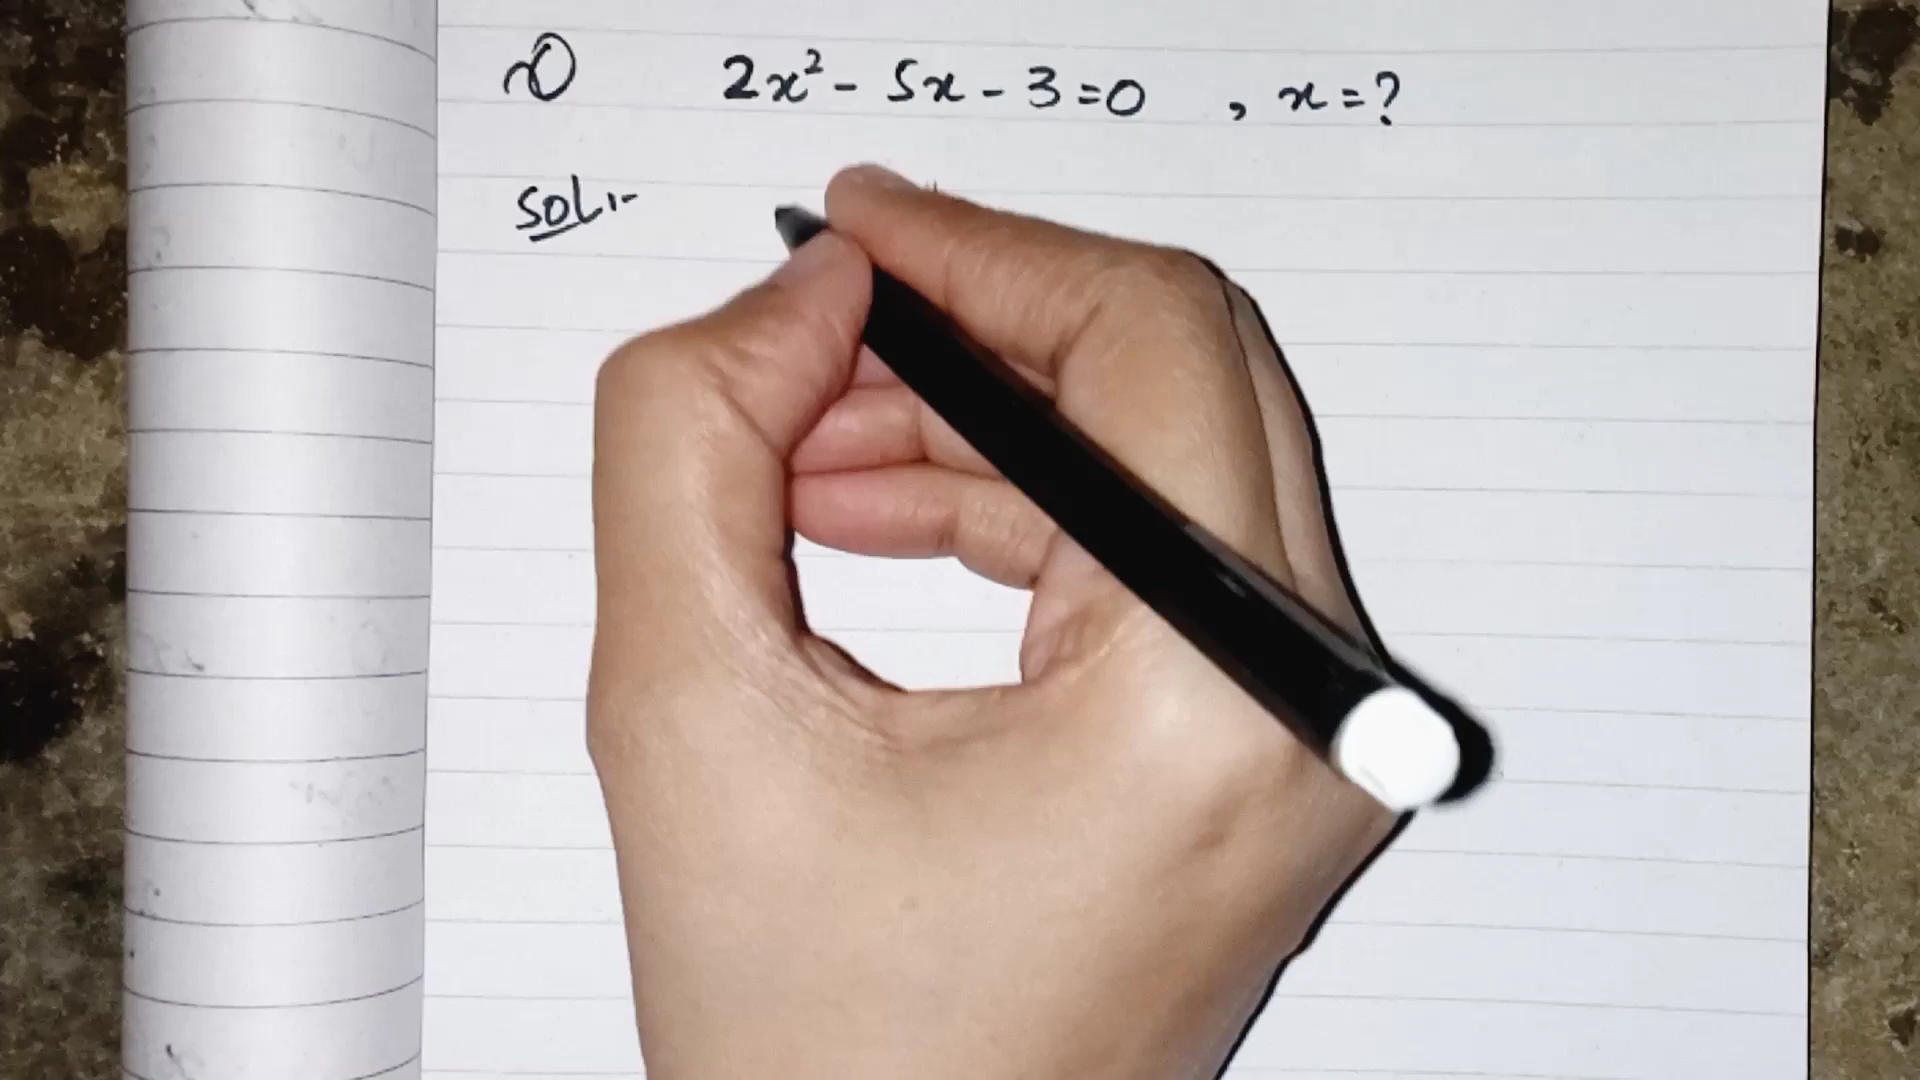 2x² - 5x - 3 = 0 , x = ?
SOL:-